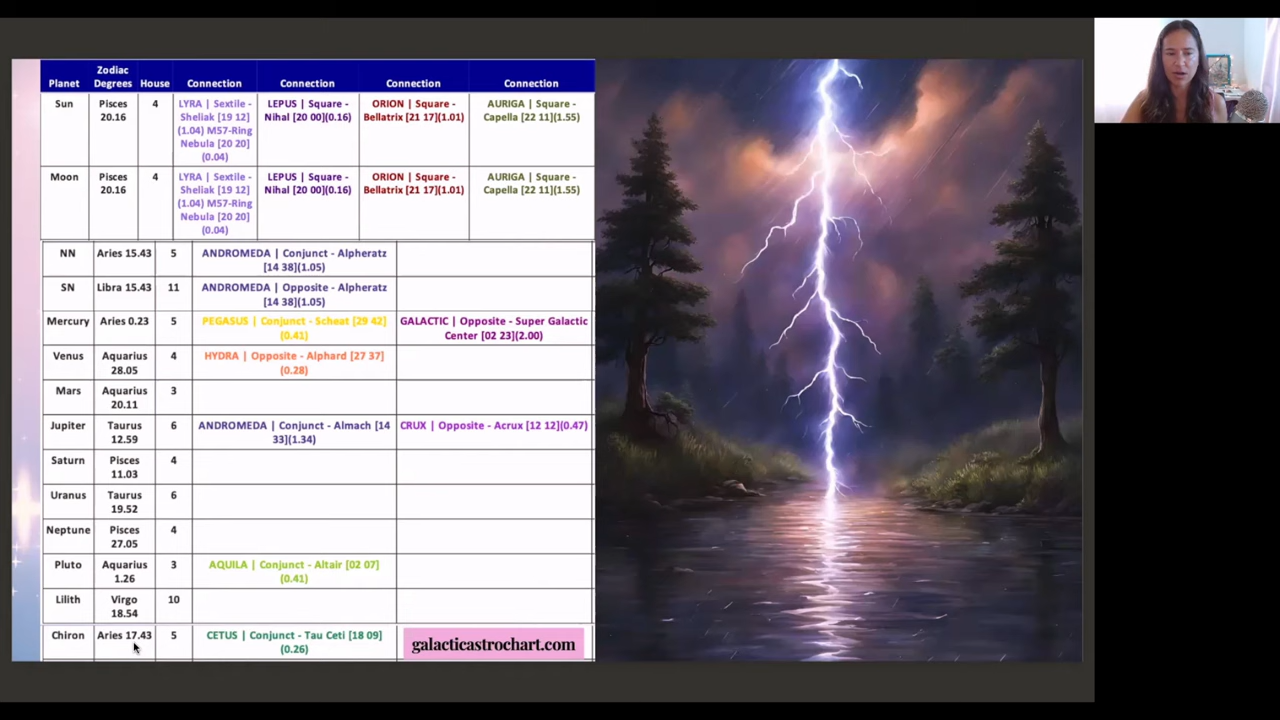 Planet Zodiac Degrees House Connection Connection Connection Connection
Sun Pisces 20.16 4 LYRA | Sextile - Sheliak [19 12] (1.04) M57-Ring Nebula [20 20] (0.04) LEPUS | Square - Nihal [20 00](0.16) ORION | Square - Bellatrix [21 17](1.01) AURIGA | Square - Capella [22 11](1.55)
Moon Pisces 20.16 4 LYRA | Sextile - Sheliak [19 12] (1.04) M57-Ring Nebula [20 20] (0.04) LEPUS | Square - Nihal [20 00](0.16) ORION | Square - Bellatrix [21 17](1.01) AURIGA | Square - Capella [22 11](1.55)
NN Aries 15.43 5 ANDROMEDA | Conjunct - Alpheratz [14 38](1.05)
SN Libra 15.43 11 ANDROMEDA | Opposite - Alpheratz [14 38](1.05)
Mercury Aries 0.23 5 PEGASUS | Conjunct - Scheat [29 42] (0.41) GALACTIC | Opposite - Super Galactic Center [02 23](2.00)
Venus Aquarius 28.05 4 HYDRA | Opposite - Alphard [27 37] (0.28)
Mars Aquarius 20.11 3
Jupiter Taurus 12.59 6 ANDROMEDA | Conjunct - Almach [14 33](1.34) CRUX | Opposite - Acrux [12 12](0.47)
Saturn Pisces 11.03 4
Uranus Taurus 19.52 6
Neptune Pisces 27.05 4
Pluto Aquarius 1.26 3 AQUILA | Conjunct - Altair [02 07] (0.41)
Lilith Virgo 18.54 10
Chiron Aries 17.43 5 CETUS | Conjunct - Tau Ceti [18 09] (0.26)
galacticastrochart.com